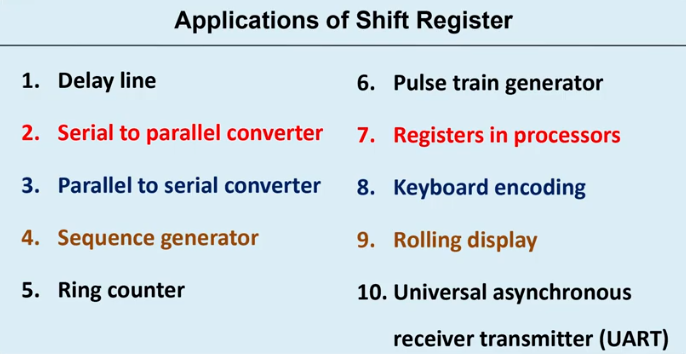 Applications of Shift Register
1. Delay line
2. Serial to parallel converter
3. Parallel to serial converter
4. Sequence generator
5. Ring counter
6. Pulse train generator
7. Registers in processors
8. Keyboard encoding
9. Rolling display
10. Universal asynchronous
receiver transmitter (UART)